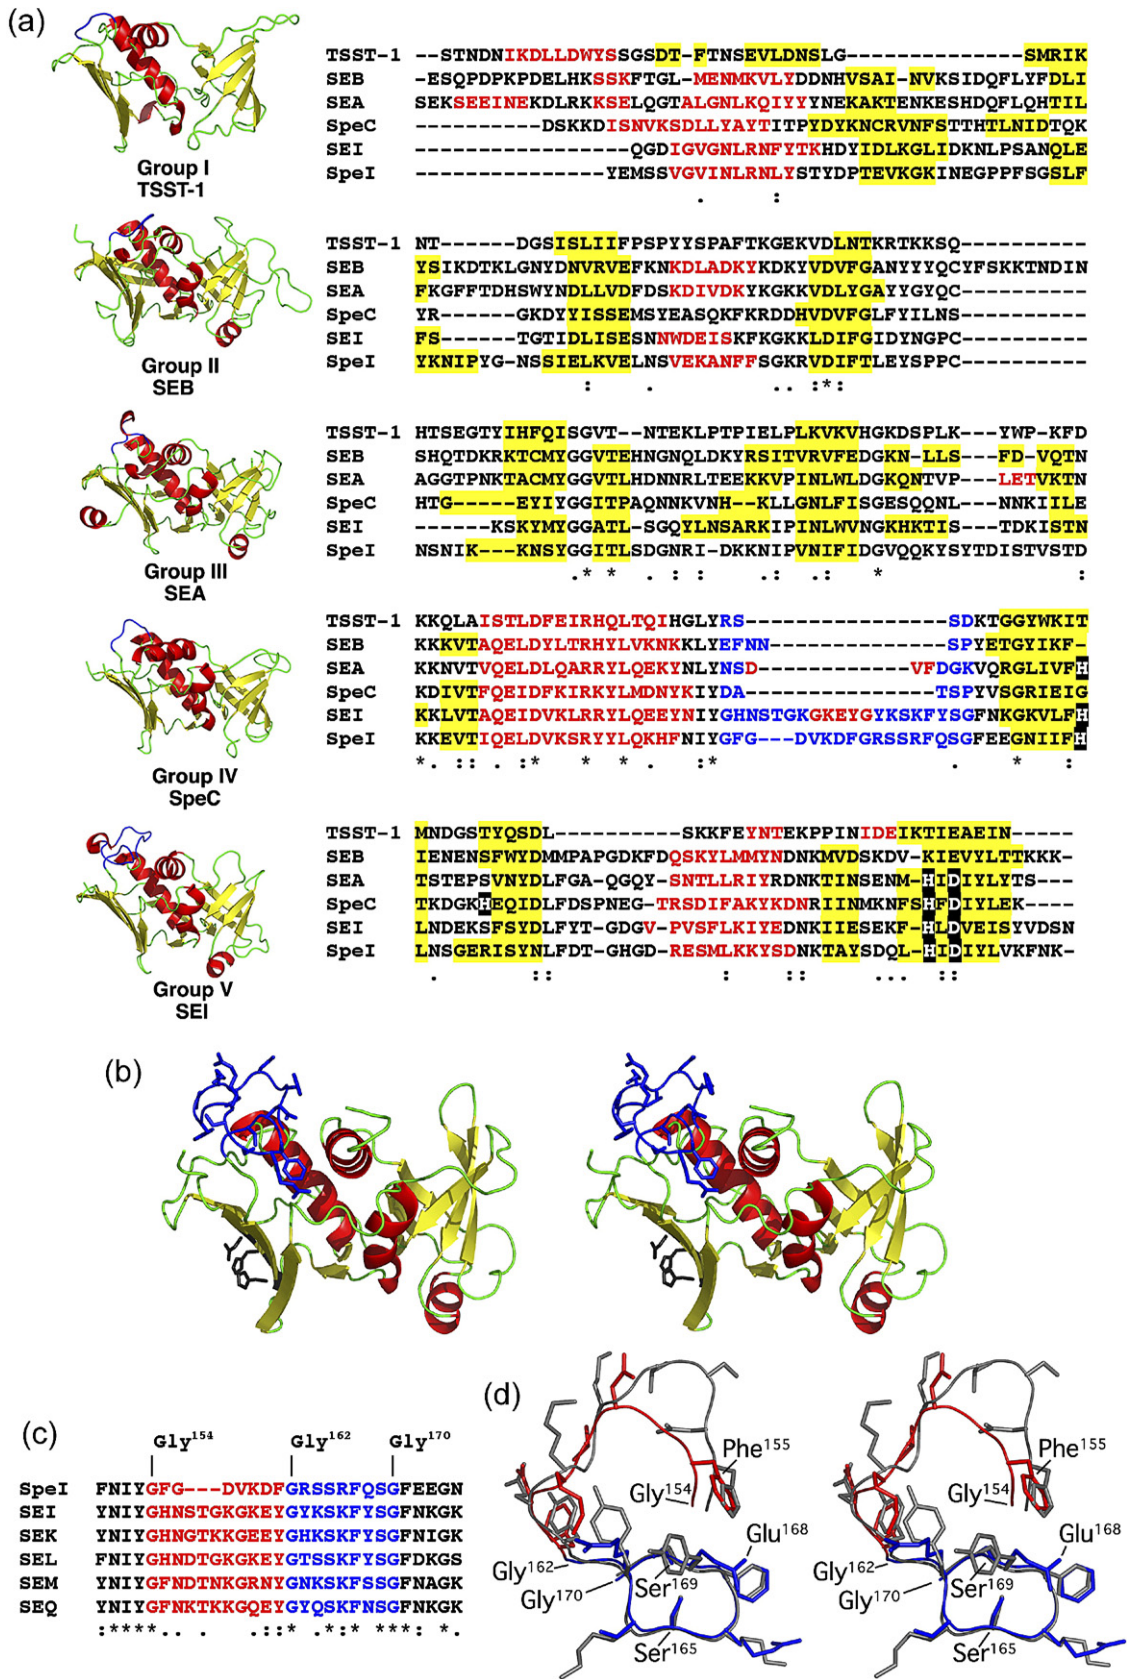 (a)
Group I
TSST-1
Group II
SEB
Group III
SEA
Group IV
SpeC
Group V
SEI
TSST-1 --STNDNIKDLLDWYSSGSDT-FTNSEVLDNSLG--------------SMRIK
SEB -ESQPDPKPDELHKSSKFTGL-MENMKVLYDDNHVSAI-NVKSIDQFLYFDLI
SEA SEKSEEINEKDLRKKSELQGTALGNLKQIYYYNEKAKTENKESHDQFLQHTIL
SpeC ----------DSKKDISNVKSDLLYAYTITPYDYKNCRVNFSTTHTLNIDTQK
SEI -----------------QGDIGVGNLRNFYTKHDYIDLKGLIDKNLPSANQLE
SpeI ---------------YEMSSVGVINLRNLYSTYDPTEVKGKINEGPPFSGSLF
. :
TSST-1 NT------DGSISLIIFPSPYYSPAFTKGEKVDLNTKRTKKSQ----------
SEB YSIKDTKLGNYDNVRVEFKNKDLADKYKDKYVDVFGANYYYQCYFSKKTNDIN
SEA FKGFFTDHSWYNDLLVDFDSKDIVDKYKGKKVDLYGAYYGYQC----------
SpeC YR------GKDYYISSEMSYEASQKFKRDDHVDVFGLFYILNS----------
SEI FS------TGTIDLISESNNWDEISKFKGKKLDIFGIDYNGPC----------
SpeI YKNIPYG-NSSIELKVELNSVEKANFFSGKRVDIFTLEYSPPC----------
: . .. :*:
TSST-1 HTSEGTYIHFQISGVT--NTEKLPTPIELPLKVKVHGKDSPLK---YWP-KFD
SEB SHQTDKRKTCMYGGVTEHNGNQLDKYRSITVRVFEDGKN-LLS---FD-VQTN
SEA AGGTPNKTACMYGGVTLHDNNRLTEEKKVPINLWLDGKQNTVP---LETVKTN
SpeC HTG-----EYIYGGITPAQNNKVNH-KLLGNLFISGESQQNL---NNKIILE
SEI ------KSKYMYGGATL-SGQYLNSARKIPINLWVNGKHKTIS---TDKISTN
SpeI NSNIK---KNSYGGITLSDGNRI-DKKNIPVNIFIDGVQQKYSYTDISTVSTD
.* * . : : .: .: * :
TSST-1 KKQLAISTLDFEIRHQLTQIHGLYRS----------------SDKTGGYWKIT
SEB KKKVTAQELDYLTRHYLVKNKKLYEFNN--------------SPYETGYIKF-
SEA KKNVTVQELDLQARRYLQEKYNLYNSD------------VFDGKVQRGLIVFH
SpeC KDIVTFQEIDFKIRKYLMDNYKIYDA---------------TSPYVSGRIEIG
SEI KKLVTAQEIDVKLRRYLQEEYNIYGHNSTGKGKEYGYKSKFYSGFNKGKVLFH
SpeI KKEVTIQELDVKSRYYLQKHFNIYGFG---DVKDFGRSSRFQSGFEEGNIIFH
*. :: :* * * . :* . * :
TSST-1 MNDGSTYQSDL----------SKKFEYNTEKPPINIDEIKTIEAEIN-----
SEB IENENSFWYDMMPAPGDKFDQSKYLMMYNDNKMVDSKDV-KIEVYLTTKKK-
SEA TSTEPSVNYDLFGA-QGQY-SNTLLRIYRDNKTINSENM-HIDIYLYTS---
SpeC TKDGKHEQIDLFDSPNEG-TRSDIFAKYKDNRIINMKNFSHFDIYLEK----
SEI LNDEKSFSYDLFYT-GDGV-PVSFLKIYEDNKIIESEKF-HLDVEISYVDSN
SpeI LNSGERISYNLFDT-GHGD-RESMLKKYSDNKTAYSDQL-HIDIYLVKFNK-
. :: : : ... ::
(b)
(c)
Gly154 Gly162 Gly170
SpeI FNIYGFG---DVKDFGRSSRFQSGFEEGN
SEI YNIYGHNSTGKGKEYGYKSKFYSGFNKGK
SEK YNIYGHNGTKKGKEYGHKSKFYSGFNIGK
SEL FNIYGHNDTGKGKEYGTSSKFYSGFDKGS
SEM YNIYGFNDTNKGRNYGNKSKFSSGFNAGK
SEQ YNIYGFNKTKKGQEYGYQSKFNSGFNKGK
:****.. . .::* .*:* **. *.
(d)
Phe155 Phe155
Gly154 Gly154
Glu168 Glu168
Gly162 Gly162
Gly170 Ser169 Gly170 Ser169
Ser165 Ser165